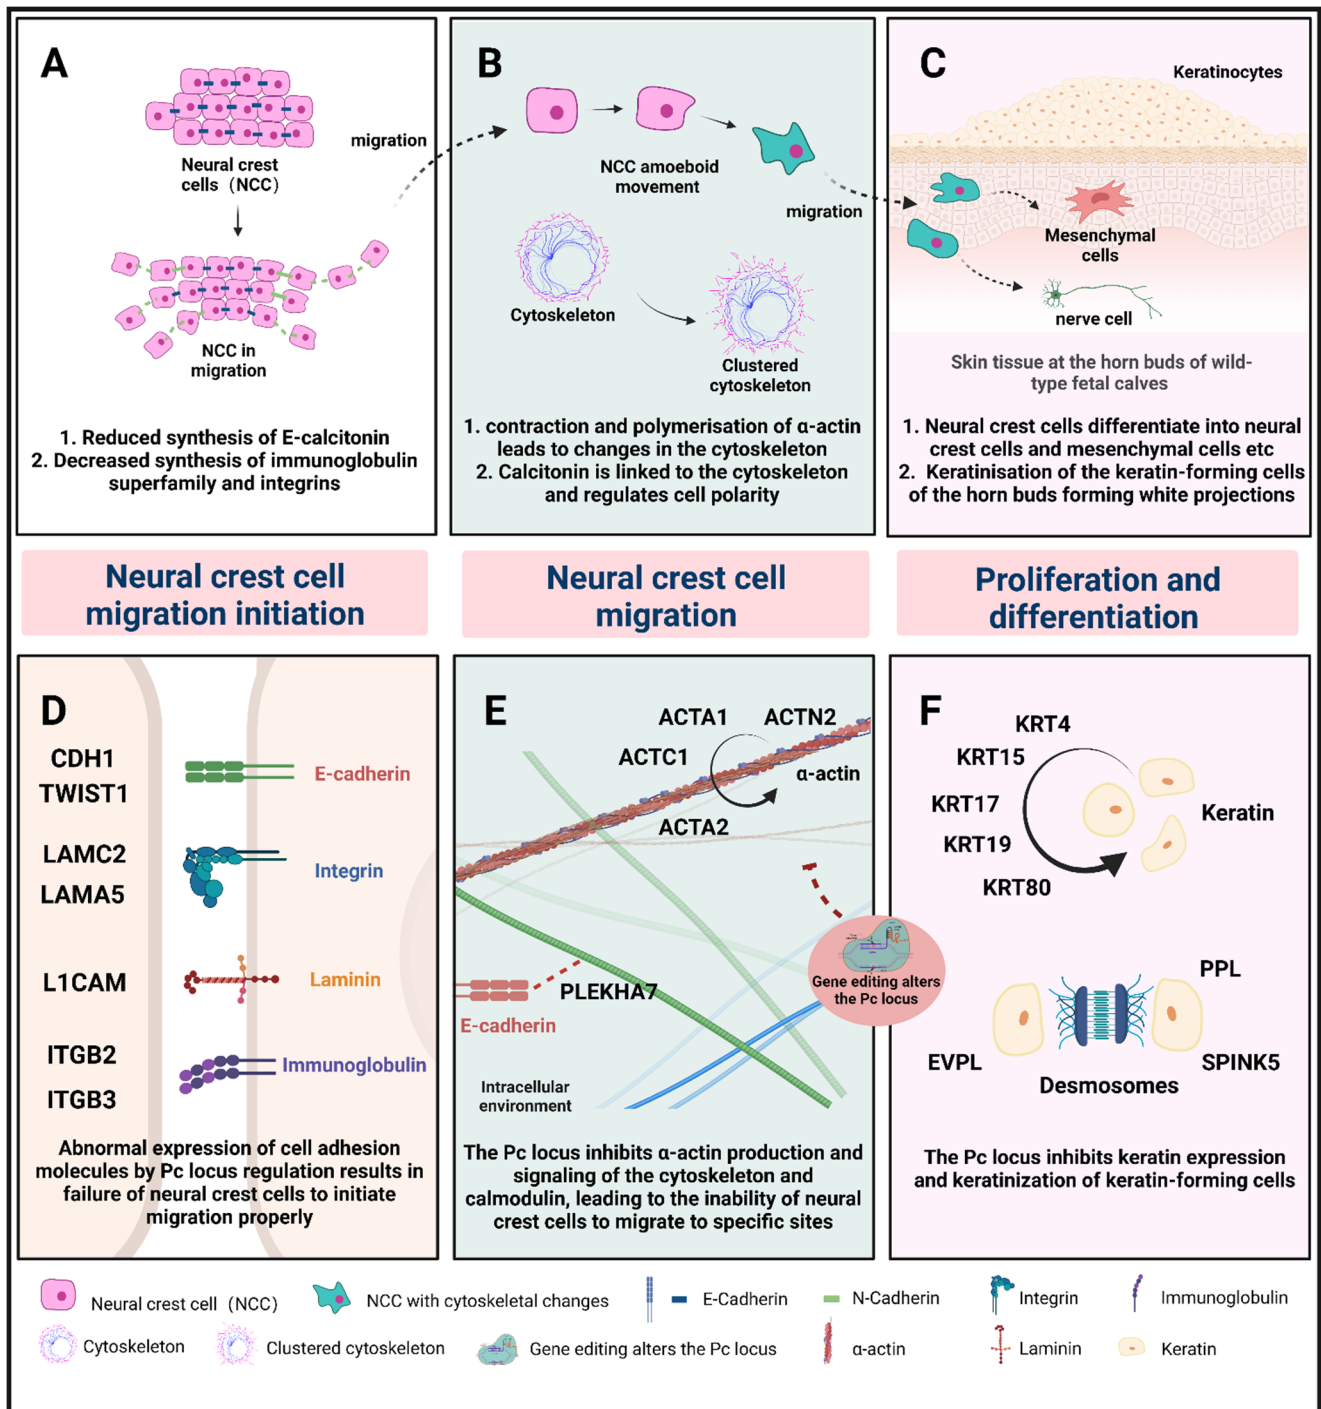 A
Neural crest
cells（NCC）
NCC in
migration
migration
1. Reduced synthesis of E-calcitonin
2. Decreased synthesis of immunoglobulin
superfamily and integrins
B
NCC amoeboid
movement
migration
Cytoskeleton
Clustered
cytoskeleton
1. contraction and polymerisation of α-actin
leads to changes in the cytoskeleton
2. Calcitonin is linked to the cytoskeleton
and regulates cell polarity
C
Keratinocytes
Mesenchymal
cells
nerve cell
Skin tissue at the horn buds of wild-
type fetal calves
1. Neural crest cells differentiate into neural
crest cells and mesenchymal cells etc
2. Keratinisation of the keratin-forming cells
of the horn buds forming white projections
Neural crest cell
migration initiation
Neural crest cell
migration
Proliferation and
differentiation
D
CDH1
TWIST1
E-cadherin
LAMC2
LAMA5
Integrin
L1CAM
Laminin
ITGB2
ITGB3
Immunoglobulin
Abnormal expression of cell adhesion
molecules by Pc locus regulation results in
failure of neural crest cells to initiate
migration properly
E
ACTA1
ACTN2
ACTC1
α-actin
ACTA2
PLEKHA7
E-cadherin
Gene editing alters
the Pc locus
Intracellular
environment
The Pc locus inhibits α-actin production and
signaling of the cytoskeleton and
calmodulin, leading to the inability of neural
crest cells to migrate to specific sites
F
KRT4
KRT15
KRT17
KRT19
KRT80
Keratin
PPL
EVPL
SPINK5
Desmosomes
The Pc locus inhibits keratin expression
and keratinization of keratin-forming cells
Neural crest cell（NCC）
NCC with cytoskeletal changes
E-Cadherin
N-Cadherin
Integrin
Immunoglobulin
Cytoskeleton
Clustered cytoskeleton
Gene editing alters the Pc locus
α-actin
Laminin
Keratin